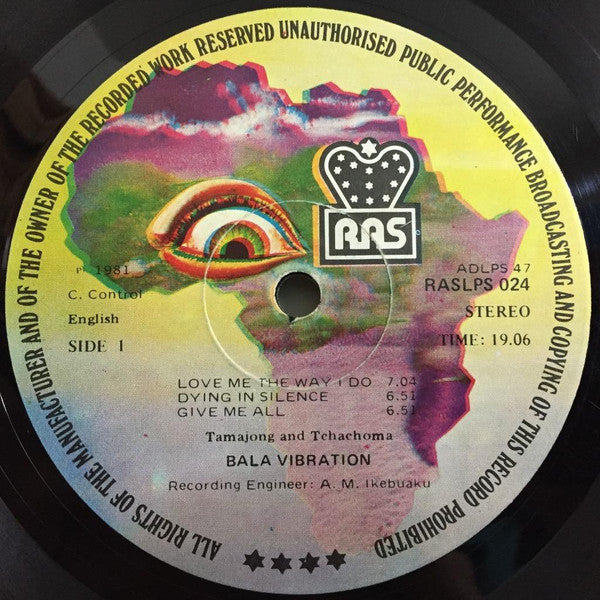 ALL RIGHTS OF THE MANUFACTURER AND OF THE OWNER OF THE RECORDED WORK RESERVED UNAUTHORISED PUBLIC PERFORMANCE BROADCASTING AND COPYING OF THIS RECORD PROHIBITED
RAS
P 1981
C. Control
English
SIDE 1
ADLPS 47
RASLPS 024
STEREO
TIME: 19.06
LOVE ME THE WAY I DO 7.04
DYING IN SILENCE 6.51
GIVE ME ALL 6.51
Tamajong and Tchachoma
BALA VIBRATION
Recording Engineer: A. M. Ikebuaku